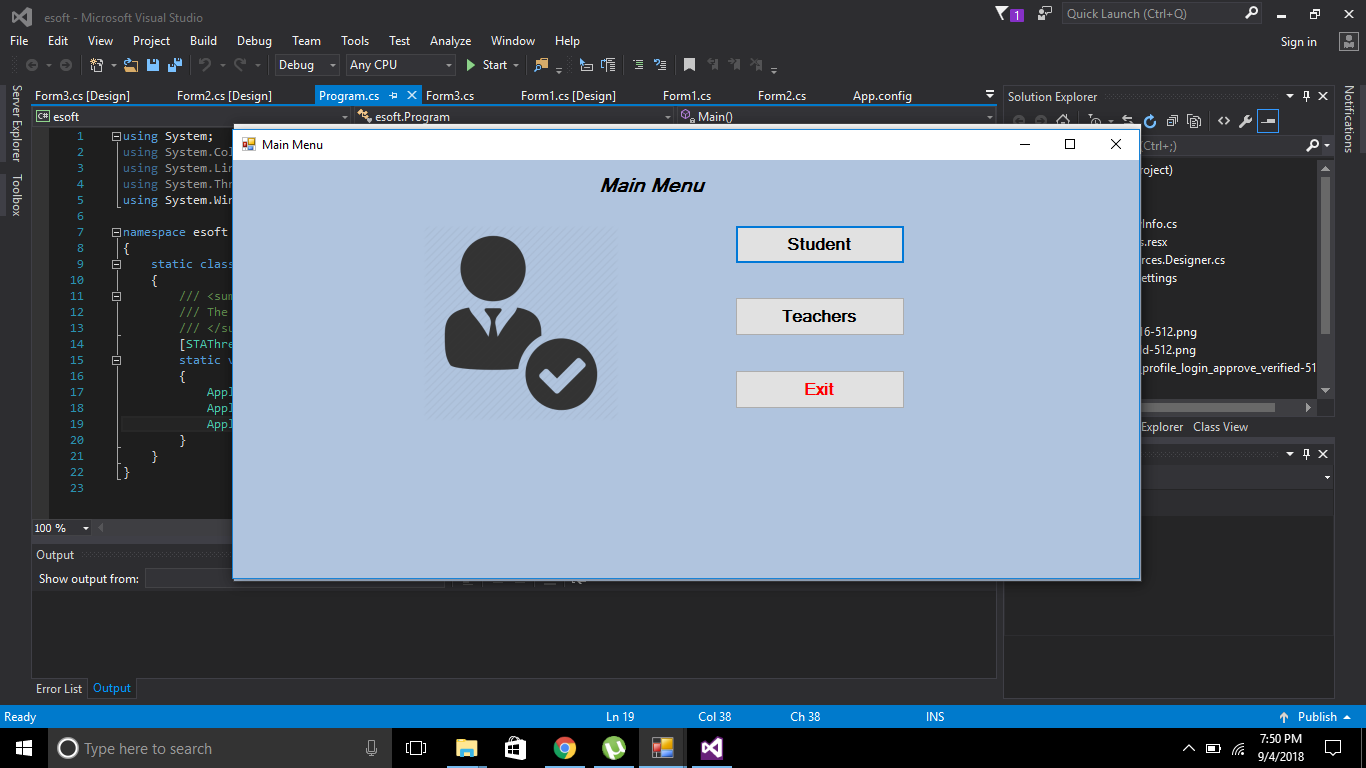 esoft - Microsoft Visual Studio
1
Quick Launch (Ctrl+Q)
File Edit View Project Build Debug Team Tools Test Analyze Window Help
Sign in
Debug Any CPU Start
Server Explorer
Toolbox
Form3.cs [Design] Form2.cs [Design] Program.cs Form3.cs Form1.cs [Design] Form1.cs Form2.cs App.config
C# esoft esoft.Program Main()
1 using System;
2 using System.Col
3 using System.Lin
4 using System.Thr
5 using System.Win
6
7 namespace esoft
8 {
9 static class
10 {
11 /// <sum
12 /// The
13 /// </su
14 [STAThre
15 static v
16 {
17 Appl
18 Appl
19 Appl
20 }
21 }
22 }
23
100 %
Main Menu
Main Menu
Student
Teachers
Exit
Solution Explorer
Ctrl+;)
oject)
Info.cs
s.resx
rces.Designer.cs
ettings
16-512.png
d-512.png
profile_login_approve_verified-51
Explorer Class View
Notifications
Output
Show output from:
Error List Output
Ready Ln 19 Col 38 Ch 38 INS Publish
Type here to search
7:50 PM
9/4/2018